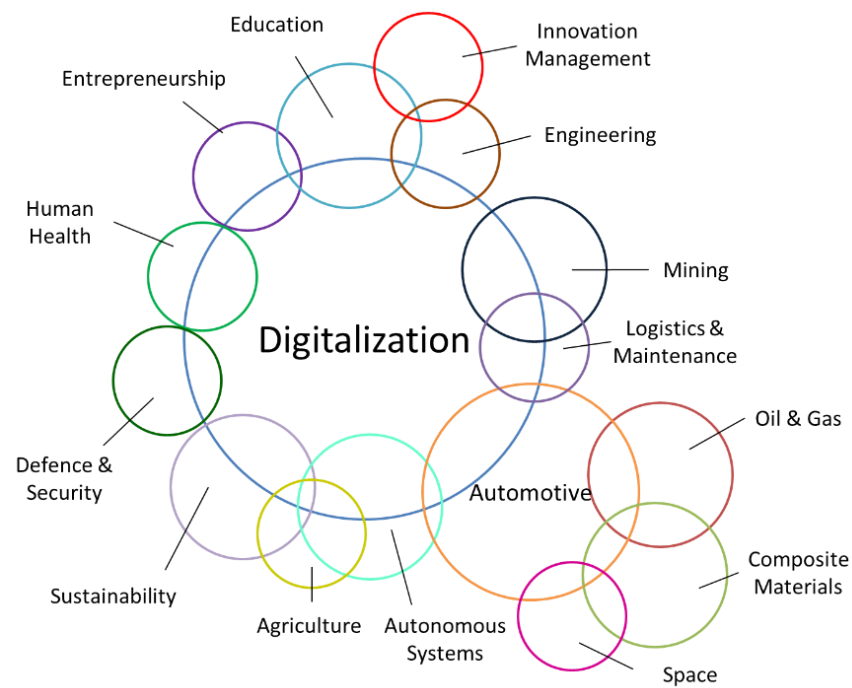 Education
Innovation
Management
Entrepreneurship
Engineering
Human
Health
Mining
Digitalization
Logistics &
Maintenance
Oil & Gas
Defence &
Security
Automotive
Composite
Materials
Sustainability
Agriculture
Autonomous
Systems
Space